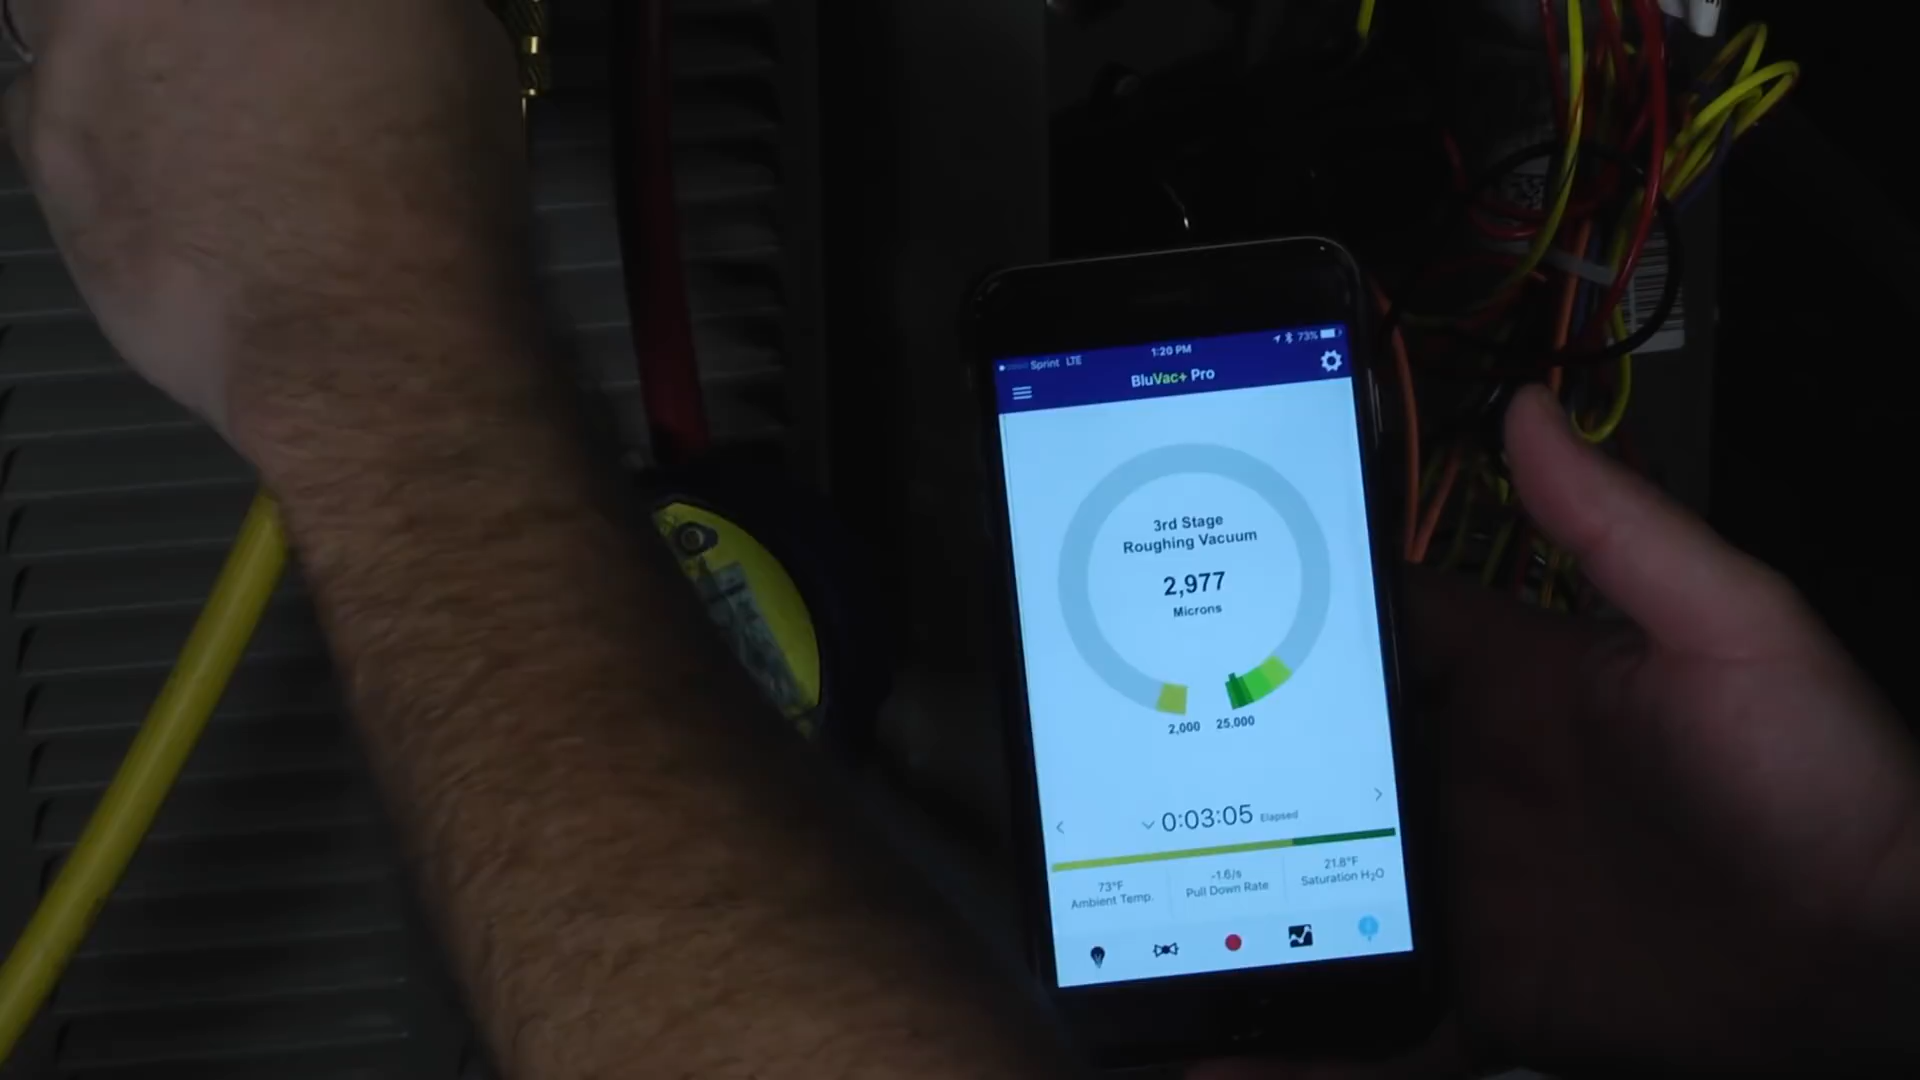 Sprint LTE
1:20 PM
73%
BluVac+ Pro
3rd Stage
Roughing Vacuum
2,977
Microns
2,000
25,000
0:03:05 Elapsed
73°F
Ambient Temp.
-1.6/s
Pull Down Rate
21.8°F
Saturation H₂O